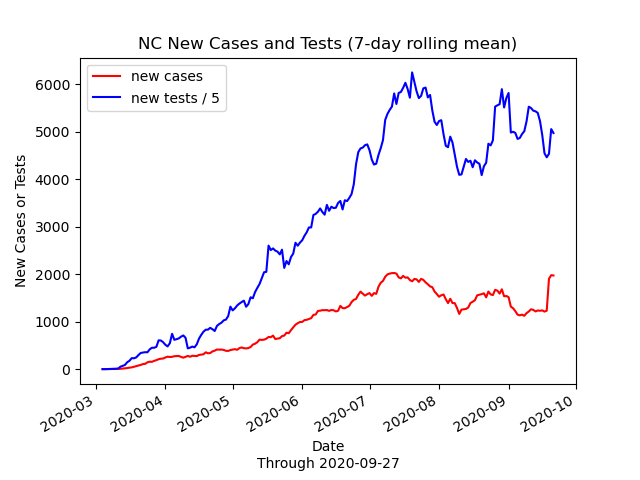 NC New Cases and Tests (7-day rolling mean)
new cases
new tests / 5
6000
5000
4000
3000
2000
1000
0
New Cases or Tests
2020-03
2020-04
2020-05
2020-06
2020-07
2020-08
2020-09
2020-10
Date
Through 2020-09-27